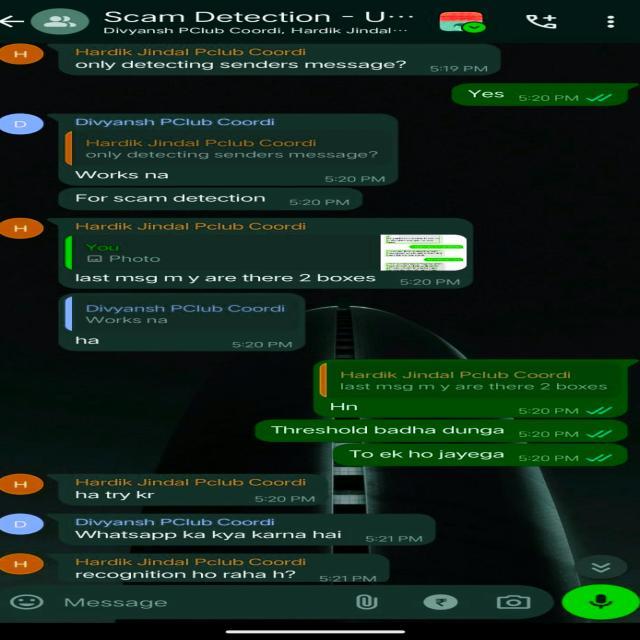 Scam Detection - U...
Divyansh PClub Coordi, Hardik Jindal...
H
Hardik Jindal Pclub Coordi
only detecting senders message?
5:19 PM
Yes 5:20 PM
D
Divyansh PClub Coordi
Hardik Jindal Pclub Coordi
only detecting senders message?
Works na
5:20 PM
For scam detection 5:20 PM
H
Hardik Jindal Pclub Coordi
You
Photo
last msg m y are there 2 boxes
5:20 PM
Divyansh PClub Coordi
Works na
ha
5:20 PM
Hardik Jindal Pclub Coordi
last msg m y are there 2 boxes
Hn
5:20 PM
Threshold badha dunga 5:20 PM
To ek ho jayega 5:20 PM
H
Hardik Jindal Pclub Coordi
ha try kr
5:20 PM
D
Divyansh PClub Coordi
Whatsapp ka kya karna hai 5:21 PM
H
Hardik Jindal Pclub Coordi
recognition ho raha h? 5:21 PM
Message